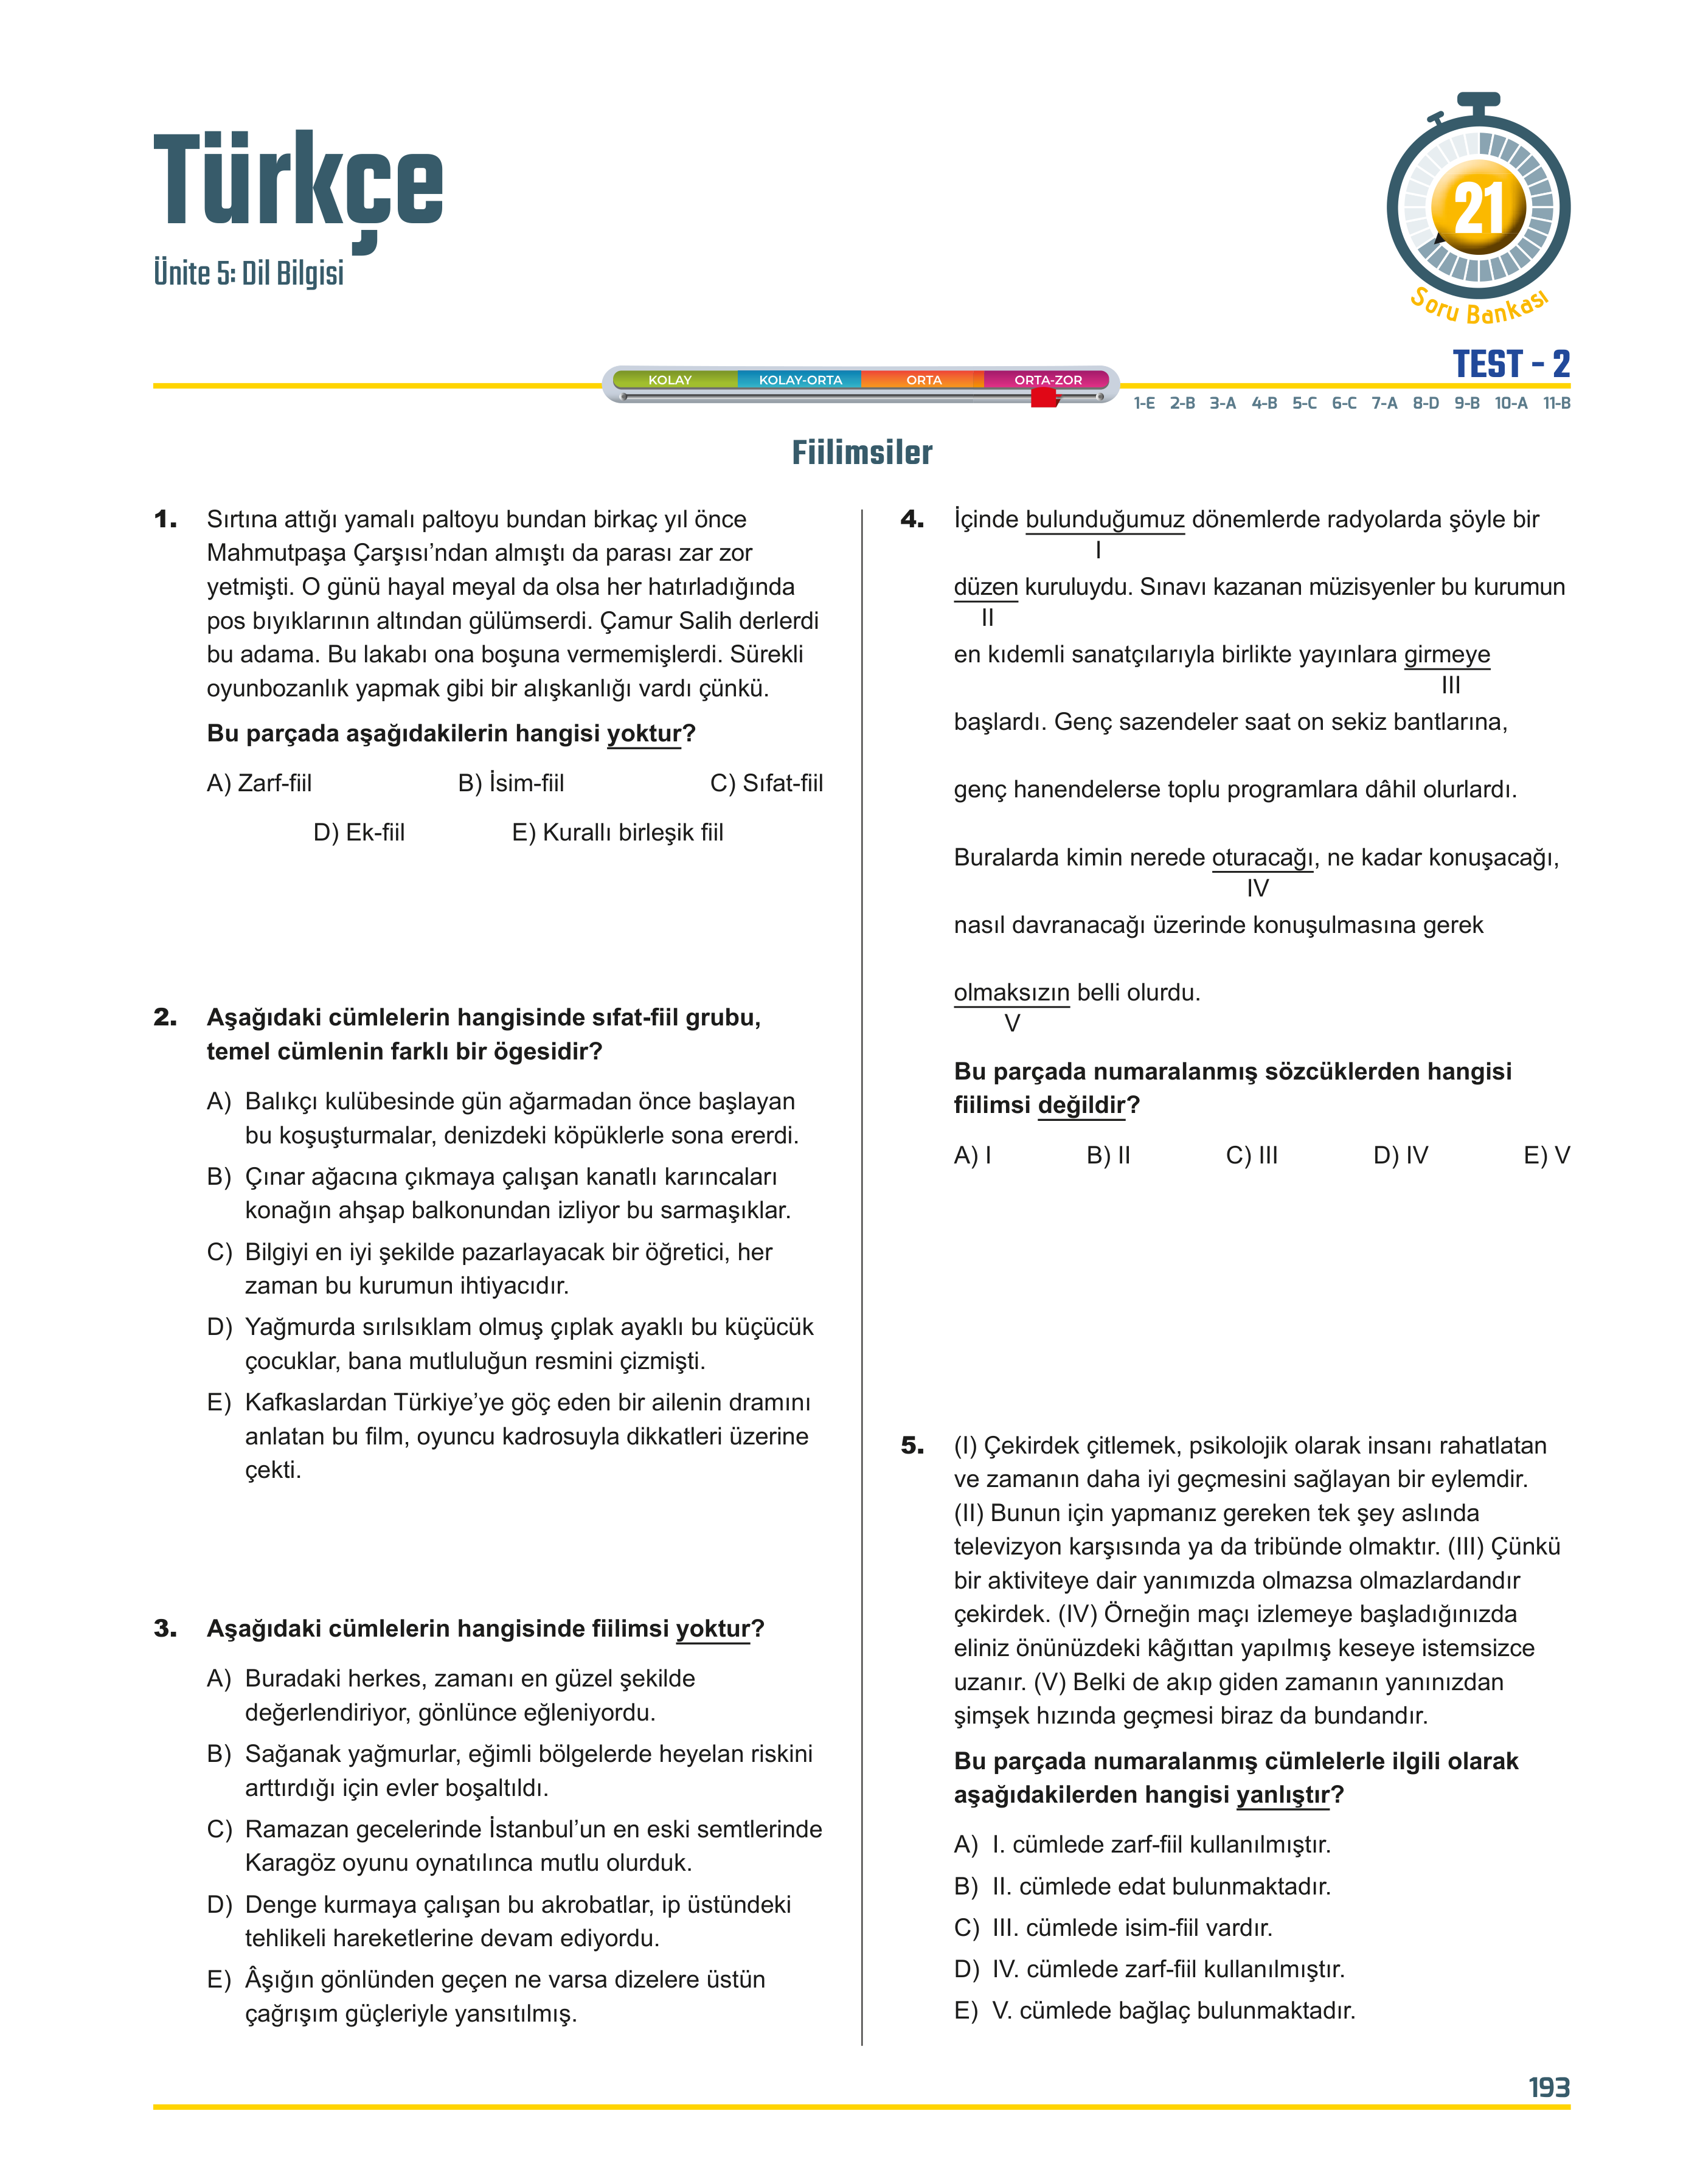 Türkçe
Ünite 5: Dil Bilgisi
21
Soru Bankası
TEST - 2
KOLAY KOLAY-ORTA ORTA ORTA-ZOR
1-E 2-B 3-A 4-B 5-C 6-C 7-A 8-D 9-B 10-A 11-B
Fiilimsiler
1. Sırtına attığı yamalı paltoyu bundan birkaç yıl önce
Mahmutpaşa Çarşısı’ndan almıştı da parası zar zor
yetmişti. O günü hayal meyal da olsa her hatırladığında
pos bıyıklarının altından gülümserdi. Çamur Salih derlerdi
bu adama. Bu lakabı ona boşuna vermemişlerdi. Sürekli
oyunbozanlık yapmak gibi bir alışkanlığı vardı çünkü.
Bu parçada aşağıdakilerin hangisi yoktur?
A) Zarf-fiil B) İsim-fiil C) Sıfat-fiil
D) Ek-fiil E) Kurallı birleşik fiil
2. Aşağıdaki cümlelerin hangisinde sıfat-fiil grubu,
temel cümlenin farklı bir ögesidir?
A) Balıkçı kulübesinde gün ağarmadan önce başlayan
bu koşuşturmalar, denizdeki köpüklerle sona ererdi.
B) Çınar ağacına çıkmaya çalışan kanatlı karıncaları
konağın ahşap balkonundan izliyor bu sarmaşıklar.
C) Bilgiyi en iyi şekilde pazarlayacak bir öğretici, her
zaman bu kurumun ihtiyacıdır.
D) Yağmurda sırılsıklam olmuş çıplak ayaklı bu küçücük
çocuklar, bana mutluluğun resmini çizmişti.
E) Kafkaslardan Türkiye’ye göç eden bir ailenin dramını
anlatan bu film, oyuncu kadrosuyla dikkatleri üzerine
çekti.
3. Aşağıdaki cümlelerin hangisinde fiilimsi yoktur?
A) Buradaki herkes, zamanı en güzel şekilde
değerlendiriyor, gönlünce eğleniyordu.
B) Sağanak yağmurlar, eğimli bölgelerde heyelan riskini
arttırdığı için evler boşaltıldı.
C) Ramazan gecelerinde İstanbul’un en eski semtlerinde
Karagöz oyunu oynatılınca mutlu olurduk.
D) Denge kurmaya çalışan bu akrobatlar, ip üstündeki
tehlikeli hareketlerine devam ediyordu.
E) Âşığın gönlünden geçen ne varsa dizelere üstün
çağrışım güçleriyle yansıtılmış.
4. İçinde bulunduğumuz dönemlerde radyolarda şöyle bir
I
düzen kuruluydu. Sınavı kazanan müzisyenler bu kurumun
II
en kıdemli sanatçılarıyla birlikte yayınlara girmeye
III
başlardı. Genç sazendeler saat on sekiz bantlarına,
genç hanendelerse toplu programlara dâhil olurlardı.
Buralarda kimin nerede oturacağı, ne kadar konuşacağı,
IV
nasıl davranacağı üzerinde konuşulmasına gerek
olmaksızın belli olurdu.
V
Bu parçada numaralanmış sözcüklerden hangisi
fiilimsi değildir?
A) I B) II C) III D) IV E) V
5. (I) Çekirdek çitlemek, psikolojik olarak insanı rahatlatan
ve zamanın daha iyi geçmesini sağlayan bir eylemdir.
(II) Bunun için yapmanız gereken tek şey aslında
televizyon karşısında ya da tribünde olmaktır. (III) Çünkü
bir aktiviteye dair yanımızda olmazsa olmazlardandır
çekirdek. (IV) Örneğin maçı izlemeye başladığınızda
eliniz önünüzdeki kâğıttan yapılmış keseye istemsizce
uzanır. (V) Belki de akıp giden zamanın yanınızdan
şimşek hızında geçmesi biraz da bundandır.
Bu parçada numaralanmış cümlelerle ilgili olarak
aşağıdakilerden hangisi yanlıştır?
A) I. cümlede zarf-fiil kullanılmıştır.
B) II. cümlede edat bulunmaktadır.
C) III. cümlede isim-fiil vardır.
D) IV. cümlede zarf-fiil kullanılmıştır.
E) V. cümlede bağlaç bulunmaktadır.
193